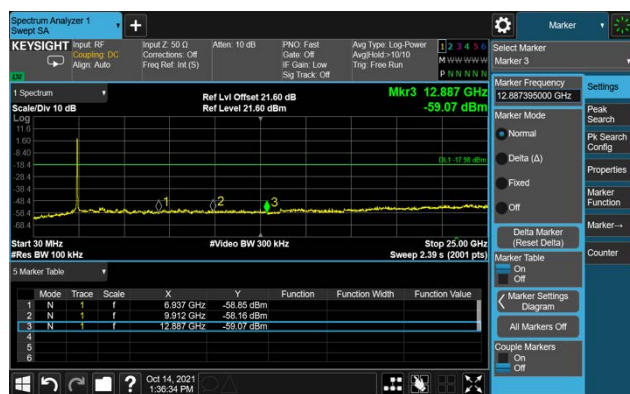 Spectrum Analyzer 1
Swept SA
Marker
KEYSIGHT
Input: RF
Coupling: DC
Align: Auto
Input Z: 50 Ω
Corrections: Off
Freq Ref: Int (S)
Atten: 10 dB
PNO: Fast
Gate: Off
IF Gain: Low
Sig Track: Off
Avg Type: Log-Power
Avg|Hold:>10/10
Trig: Free Run
1 2 3 4 5 6
M W W W W W
P N N N N N
Select Marker
Marker 3
1 Spectrum
Scale/Div 10 dB
Ref Lvl Offset 21.60 dB
Ref Level 21.60 dBm
Mkr3 12.887 GHz
-59.07 dBm
Log
11.6
1.60
-8.40
-18.4
-28.4
-38.4
-48.4
-58.4
-68.4
DL1 -17.98 dBm
1
2
3
Start 30 MHz
#Res BW 100 kHz
#Video BW 300 kHz
Stop 25.00 GHz
Sweep 2.39 s (2001 pts)
5 Marker Table
Mode Trace Scale X Y Function Function Width Function Value
1 N 1 f 6.937 GHz -58.85 dBm
2 N 1 f 9.912 GHz -58.16 dBm
3 N 1 f 12.887 GHz -59.07 dBm
4
5
6
Marker Frequency
12.887395000 GHz
Marker Mode
Normal
Delta (Δ)
Fixed
Off
Delta Marker
(Reset Delta)
Marker Table
On
Off
Marker Settings
Diagram
All Markers Off
Couple Markers
On
Off
Settings
Peak
Search
Pk Search
Config
Properties
Marker
Function
Marker→
Counter
Oct 14, 2021
1:36:34 PM